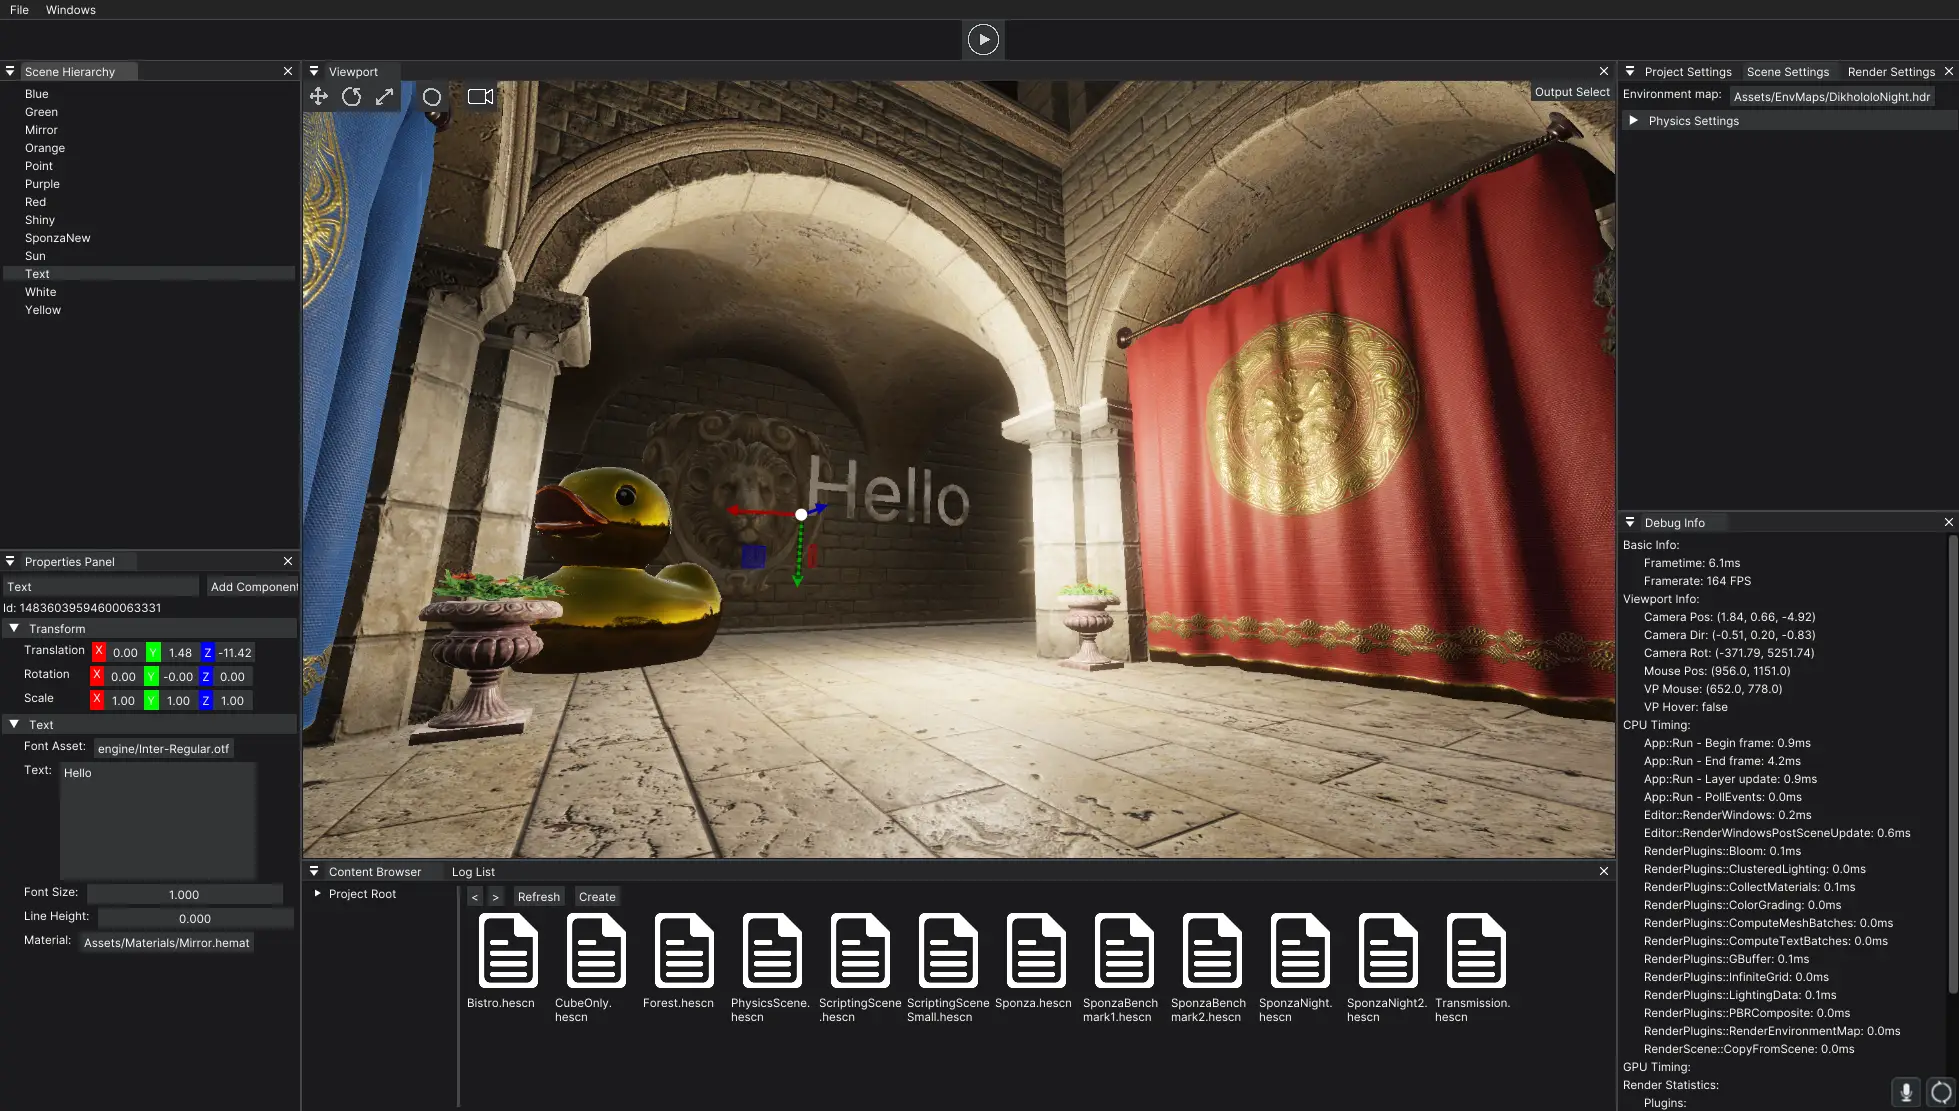 File Windows
Scene Hierarchy
Blue
Green
Mirror
Orange
Point
Purple
Red
Shiny
SponzaNew
Sun
Text
White
Yellow
Properties Panel
Text Add Component
Id: 14836039594600063331
Transform
Translation X 0.00 Y 1.48 Z -11.42
Rotation X 0.00 Y -0.00 Z 0.00
Scale X 1.00 Y 1.00 Z 1.00
Text
Font Asset: engine/Inter-Regular.otf
Text: Hello
Font Size: 1.000
Line Height: 0.000
Material: Assets/Materials/Mirror.hemat
Viewport
Output Select
Hello
Content Browser Log List
Project Root
< > Refresh Create
Bistro.hescn
CubeOnly.
hescn
Forest.hescn
PhysicsScene.
hescn
ScriptingScene
.hescn
ScriptingScene
Small.hescn
Sponza.hescn
SponzaBench
mark1.hescn
SponzaBench
mark2.hescn
SponzaNight.
hescn
SponzaNight2.
hescn
Transmission.
hescn
Project Settings Scene Settings Render Settings
Environment map: Assets/EnvMaps/DikhololoNight.hdr
Physics Settings
Debug Info
Basic Info:
Frametime: 6.1ms
Framerate: 164 FPS
Viewport Info:
Camera Pos: (1.84, 0.66, -4.92)
Camera Dir: (-0.51, 0.20, -0.83)
Camera Rot: (-371.79, 5251.74)
Mouse Pos: (956.0, 1151.0)
VP Mouse: (652.0, 778.0)
VP Hover: false
CPU Timing:
App::Run - Begin frame: 0.9ms
App::Run - End frame: 4.2ms
App::Run - Layer update: 0.9ms
App::Run - PollEvents: 0.0ms
Editor::RenderWindows: 0.2ms
Editor::RenderWindowsPostSceneUpdate: 0.6ms
RenderPlugins::Bloom: 0.1ms
RenderPlugins::ClusteredLighting: 0.0ms
RenderPlugins::CollectMaterials: 0.1ms
RenderPlugins::ColorGrading: 0.0ms
RenderPlugins::ComputeMeshBatches: 0.0ms
RenderPlugins::ComputeTextBatches: 0.0ms
RenderPlugins::GBuffer: 0.1ms
RenderPlugins::InfiniteGrid: 0.0ms
RenderPlugins::LightingData: 0.1ms
RenderPlugins::PBRComposite: 0.0ms
RenderPlugins::RenderEnvironmentMap: 0.0ms
RenderScene::CopyFromScene: 0.0ms
GPU Timing:
Render Statistics:
Plugins: